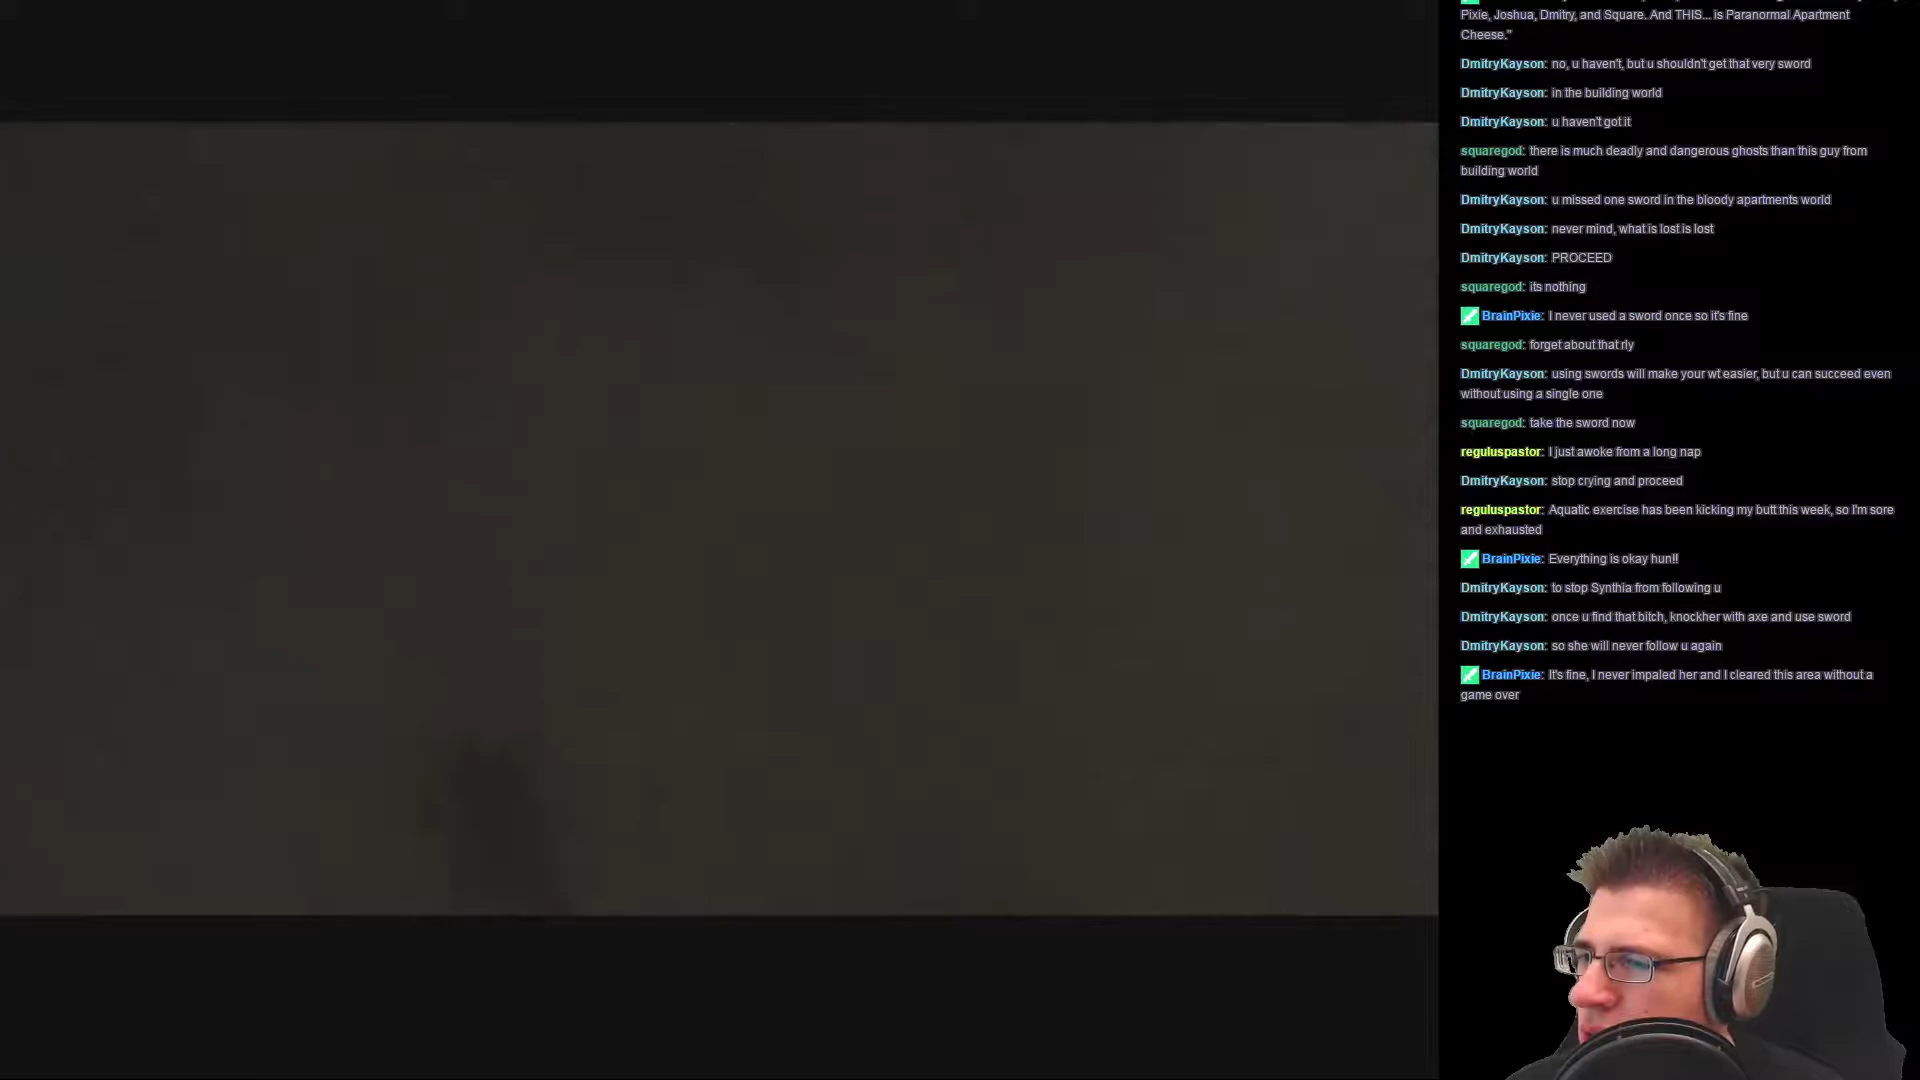 Pixie, Joshua, Dmitry, and Square. And THIS... is Paranormal Apartment
Cheese."
DmitryKayson: no, u haven't, but u shouldn't get that very sword
DmitryKayson: in the building world
DmitryKayson: u haven't got it
squaregod: there is much deadly and dangerous ghosts than this guy from
building world
DmitryKayson: u missed one sword in the bloody apartments world
DmitryKayson: never mind, what is lost is lost
DmitryKayson: PROCEED
squaregod: its nothing
BrainPixie: I never used a sword once so it's fine
squaregod: forget about that rly
DmitryKayson: using swords will make your wt easier, but u can succeed even
without using a single one
squaregod: take the sword now
reguluspastor: I just awoke from a long nap
DmitryKayson: stop crying and proceed
reguluspastor: Aquatic exercise has been kicking my butt this week, so I'm sore
and exhausted
BrainPixie: Everything is okay hun!!
DmitryKayson: to stop Synthia from following u
DmitryKayson: once u find that bitch, knockher with axe and use sword
DmitryKayson: so she will never follow u again
BrainPixie: It's fine, I never impaled her and I cleared this area without a
game over